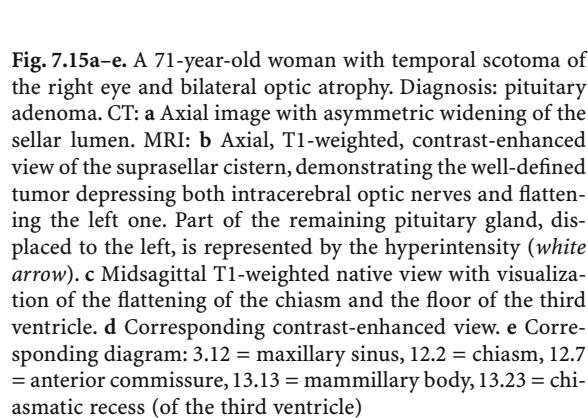 Fig. 7.15a–e. A 71-year-old woman with temporal scotoma of
the right eye and bilateral optic atrophy. Diagnosis: pituitary
adenoma. CT: a Axial image with asymmetric widening of the
sellar lumen. MRI: b Axial, T1-weighted, contrast-enhanced
view of the suprasellar cistern, demonstrating the well-defined
tumor depressing both intracerebral optic nerves and flatten-
ing the left one. Part of the remaining pituitary gland, dis-
placed to the left, is represented by the hyperintensity (white
arrow). c Midsagittal T1-weighted native view with visualiza-
tion of the flattening of the chiasm and the floor of the third
ventricle. d Corresponding contrast-enhanced view. e Corre-
sponding diagram: 3.12 = maxillary sinus, 12.2 = chiasm, 12.7
= anterior commissure, 13.13 = mammillary body, 13.23 = chi-
asmatic recess (of the third ventricle)